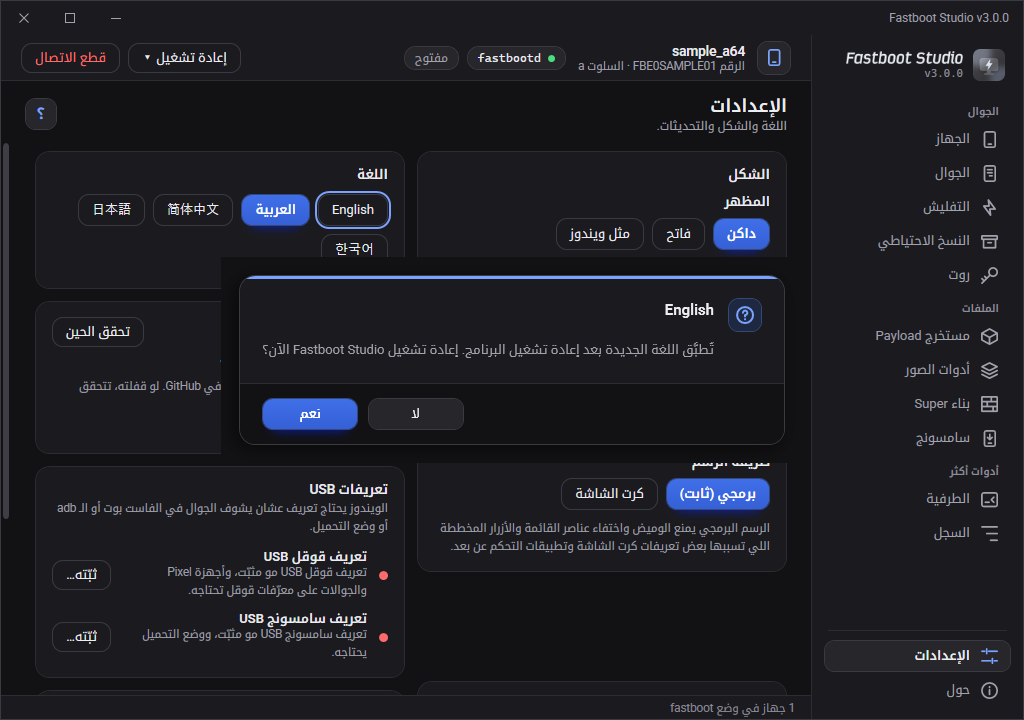 Fastboot Studio v3.0.0
Fastboot Studio
v3.0.0
الجوال
الجهاز
الجوال
التفليش
النسخ الاحتياطي
روت
الملفات
مستخرج Payload
أدوات الصور
بناء Super
سامسونج
أدوات أكثر
الطرفية
السجل
الإعدادات
حول
sample_a64
الرقم FBE0SAMPLE01 · السلوت a
fastbootd
مفتوح
إعادة تشغيل
قطع الاتصال
الإعدادات
اللغة والشكل والتحديثات.
؟
الشكل
المظهر
داكن
فاتح
مثل ويندوز
اللغة
English
العربية
简体中文
日本語
한국어
تحقق الحين
في GitHub. لو قفلته، تتحقق
English
تُطبَّق اللغة الجديدة بعد إعادة تشغيل البرنامج. إعادة تشغيل Fastboot Studio الآن؟
لا
نعم
برمجي (ثابت)
كرت الشاشة
الرسم البرمجي يمنع الوميض واختفاء عناصر القائمة والأزرار المخططة
اللي تسببها بعض تعريفات كرت الشاشة وتطبيقات التحكم عن بعد.
تعريفات USB
الويندوز يحتاج تعريف عشان يشوف الجوال في الفاست بوت أو الـ adb
أو وضع التحميل.
تعريف قوقل USB
تعريف قوقل USB مو مثبّت، وأجهزة Pixel
والجوالات على معرّفات قوقل تحتاجه.
ثبّته…
تعريف سامسونج USB
تعريف سامسونج USB مو مثبّت، ووضع التحميل
يحتاجه.
ثبّته…
1 جهاز في وضع fastboot